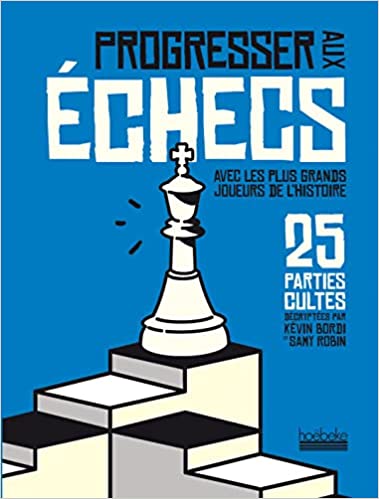 PROGRESSER AUX
ÉCHECS
AVEC LES PLUS GRANDS
JOUEURS DE L'HISTOIRE
25
PARTIES
CULTES
DÉCRYPTÉES PAR
KÉVIN BORDI
ET SAMY ROBIN
hoëbeke